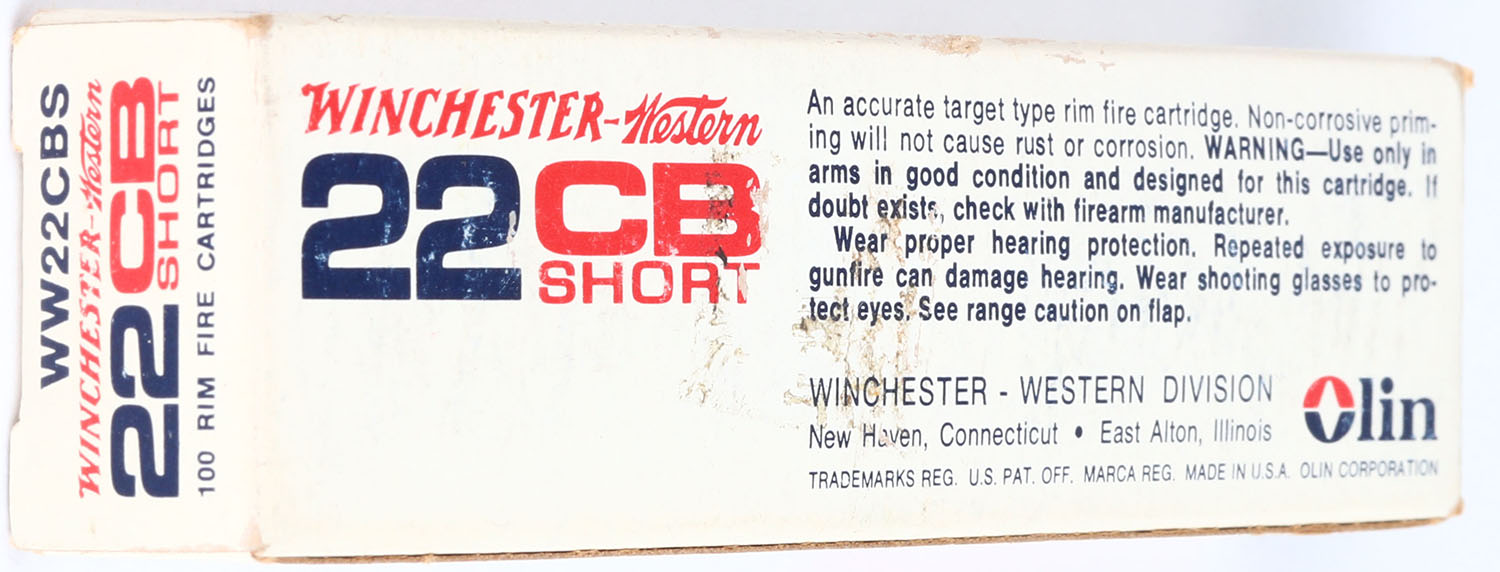 WW22CBS
WINCHESTER-Western
22 CB
SHORT
100 RIM FIRE CARTRIDGES
WINCHESTER-Western
22 CB
SHORT
An accurate target type rim fire cartridge. Non-corrosive prim-
ing will not cause rust or corrosion. WARNING—Use only in
arms in good condition and designed for this cartridge. If
doubt exists, check with firearm manufacturer.
Wear proper hearing protection. Repeated exposure to
gunfire can damage hearing. Wear shooting glasses to pro-
tect eyes. See range caution on flap.
WINCHESTER - WESTERN DIVISION
New Haven, Connecticut • East Alton, Illinois
Olin
TRADEMARKS REG. U.S. PAT. OFF. MARCA REG. MADE IN U.S.A. OLIN CORPORATION